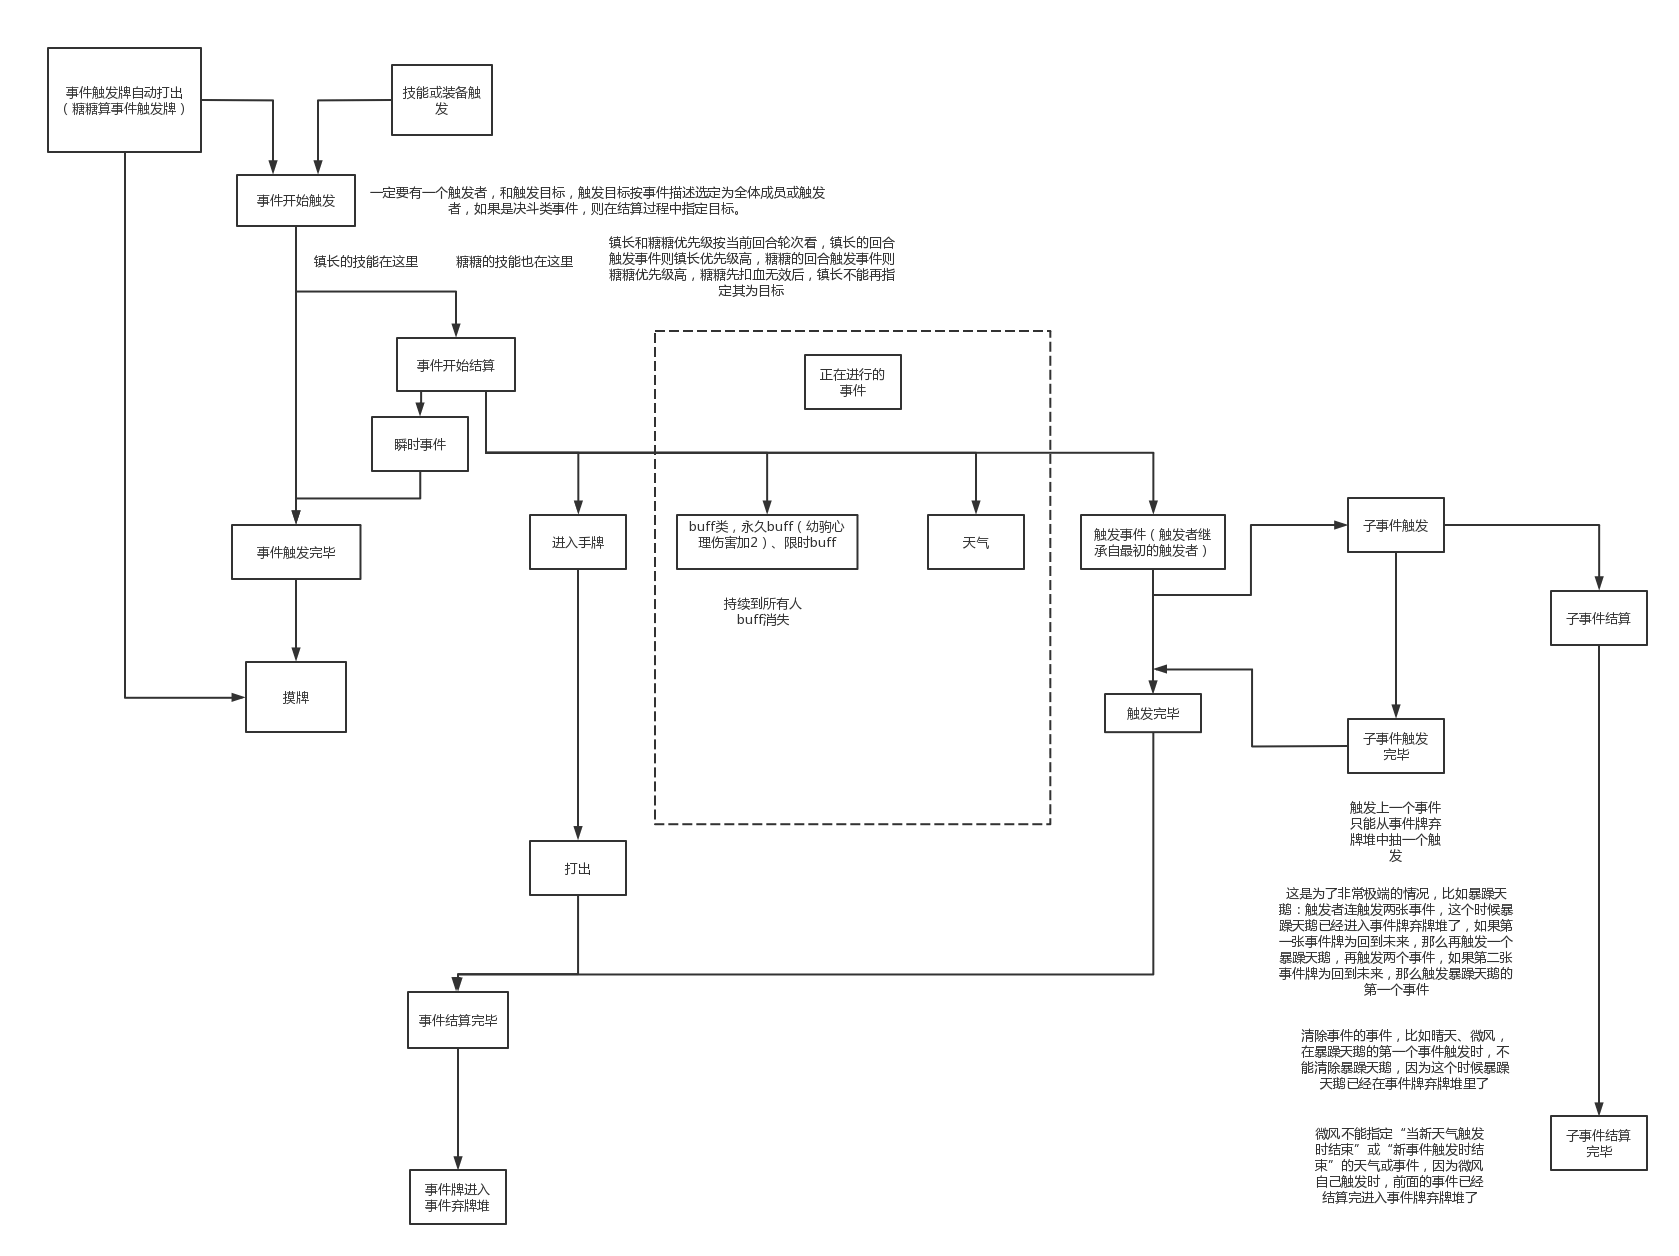 事件触发牌自动打出
（糖糖算事件触发牌）
技能或装备触
发
事件开始触发
一定要有一个触发者，和触发目标，触发目标按事件描述选定为全体成员或触发
者，如果是决斗类事件，则在结算过程中指定目标。
镇长的技能在这里
糖糖的技能也在这里
镇长和糖糖优先级按当前回合轮次看，镇长的回合
触发事件则镇长优先级高，糖糖的回合触发事件则
糖糖优先级高，糖糖先扣血无效后，镇长不能再指
定其为目标
事件开始结算
正在进行的
事件
瞬时事件
事件触发完毕
进入手牌
buff类，永久buff（幼驹心
理伤害加2）、限时buff
天气
触发事件（触发者继
承自最初的触发者）
子事件触发
持续到所有人
buff消失
子事件结算
摸牌
触发完毕
子事件触发
完毕
触发上一个事件
只能从事件牌弃
牌堆中抽一个触
发
打出
这是为了非常极端的情况，比如暴躁天
鹅：触发者连触发两张事件，这个时候暴
躁天鹅已经进入事件牌弃牌堆了，如果第
一张事件牌为回到未来，那么再触发一个
暴躁天鹅，再触发两个事件，如果第二张
事件牌为回到未来，那么触发暴躁天鹅的
第一个事件
事件结算完毕
清除事件的事件，比如晴天、微风，
在暴躁天鹅的第一个事件触发时，不
能清除暴躁天鹅，因为这个时候暴躁
天鹅已经在事件牌弃牌堆里了
微风不能指定“当新天气触发
时结束”或“新事件触发时结
束”的天气或事件，因为微风
自己触发时，前面的事件已经
结算完进入事件牌弃牌堆了
子事件结算
完毕
事件牌进入
事件弃牌堆